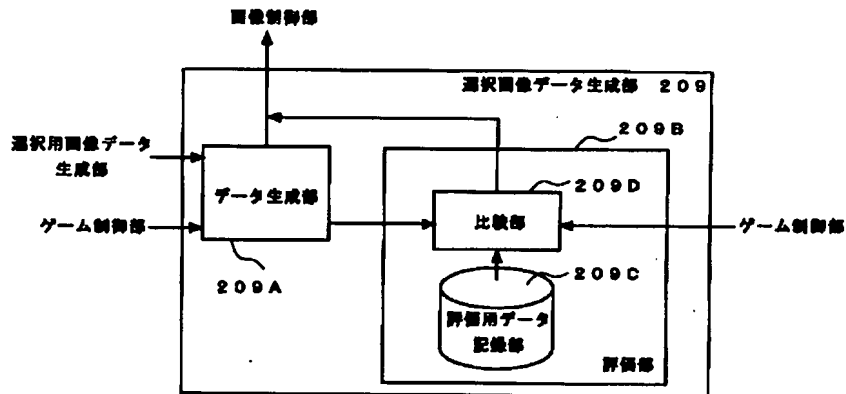 画像制御部
選択画像データ生成部 209
209B
選択用画像データ
生成部
データ生成部
209D
比較部
ゲーム制御部
ゲーム制御部
209A
209C
評価用データ
記録部
評価部